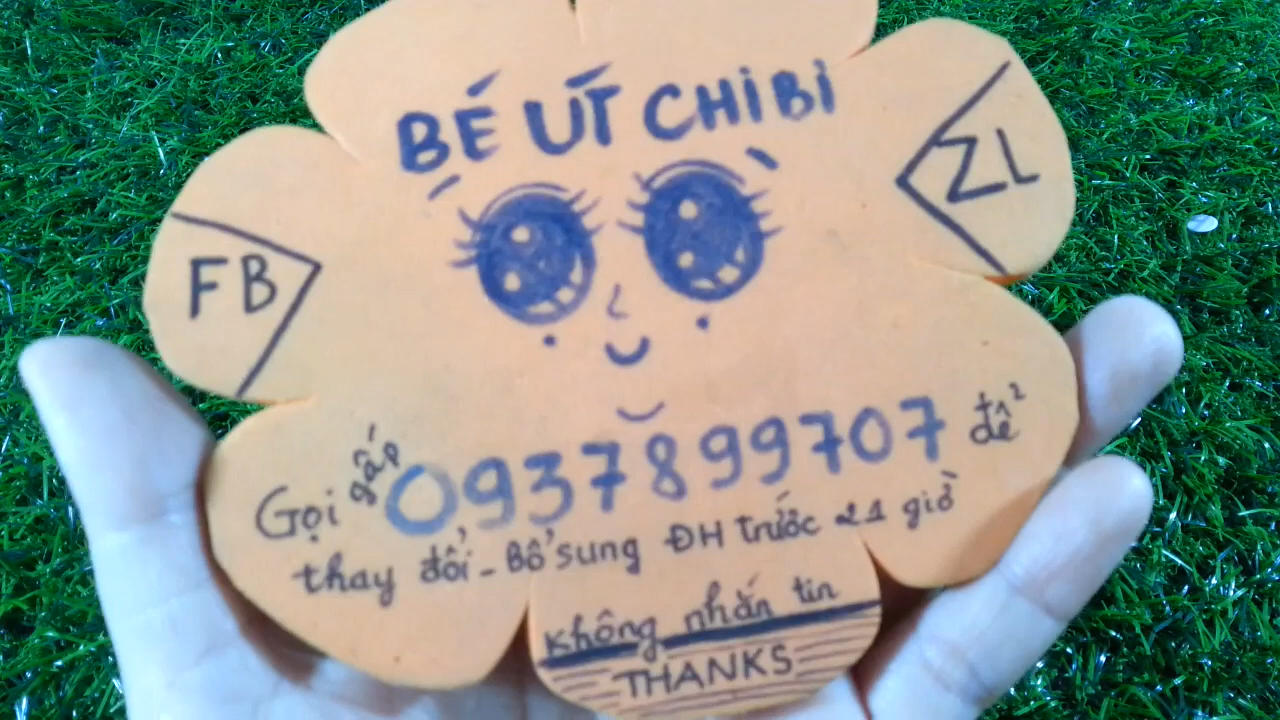 BÉ ÚT CHIBI
FB
ZL
Gọi gấp 0937899707 để²
thay đổi - Bổ sung ĐH trước 21 giờ
Không nhắn tin
THANKS